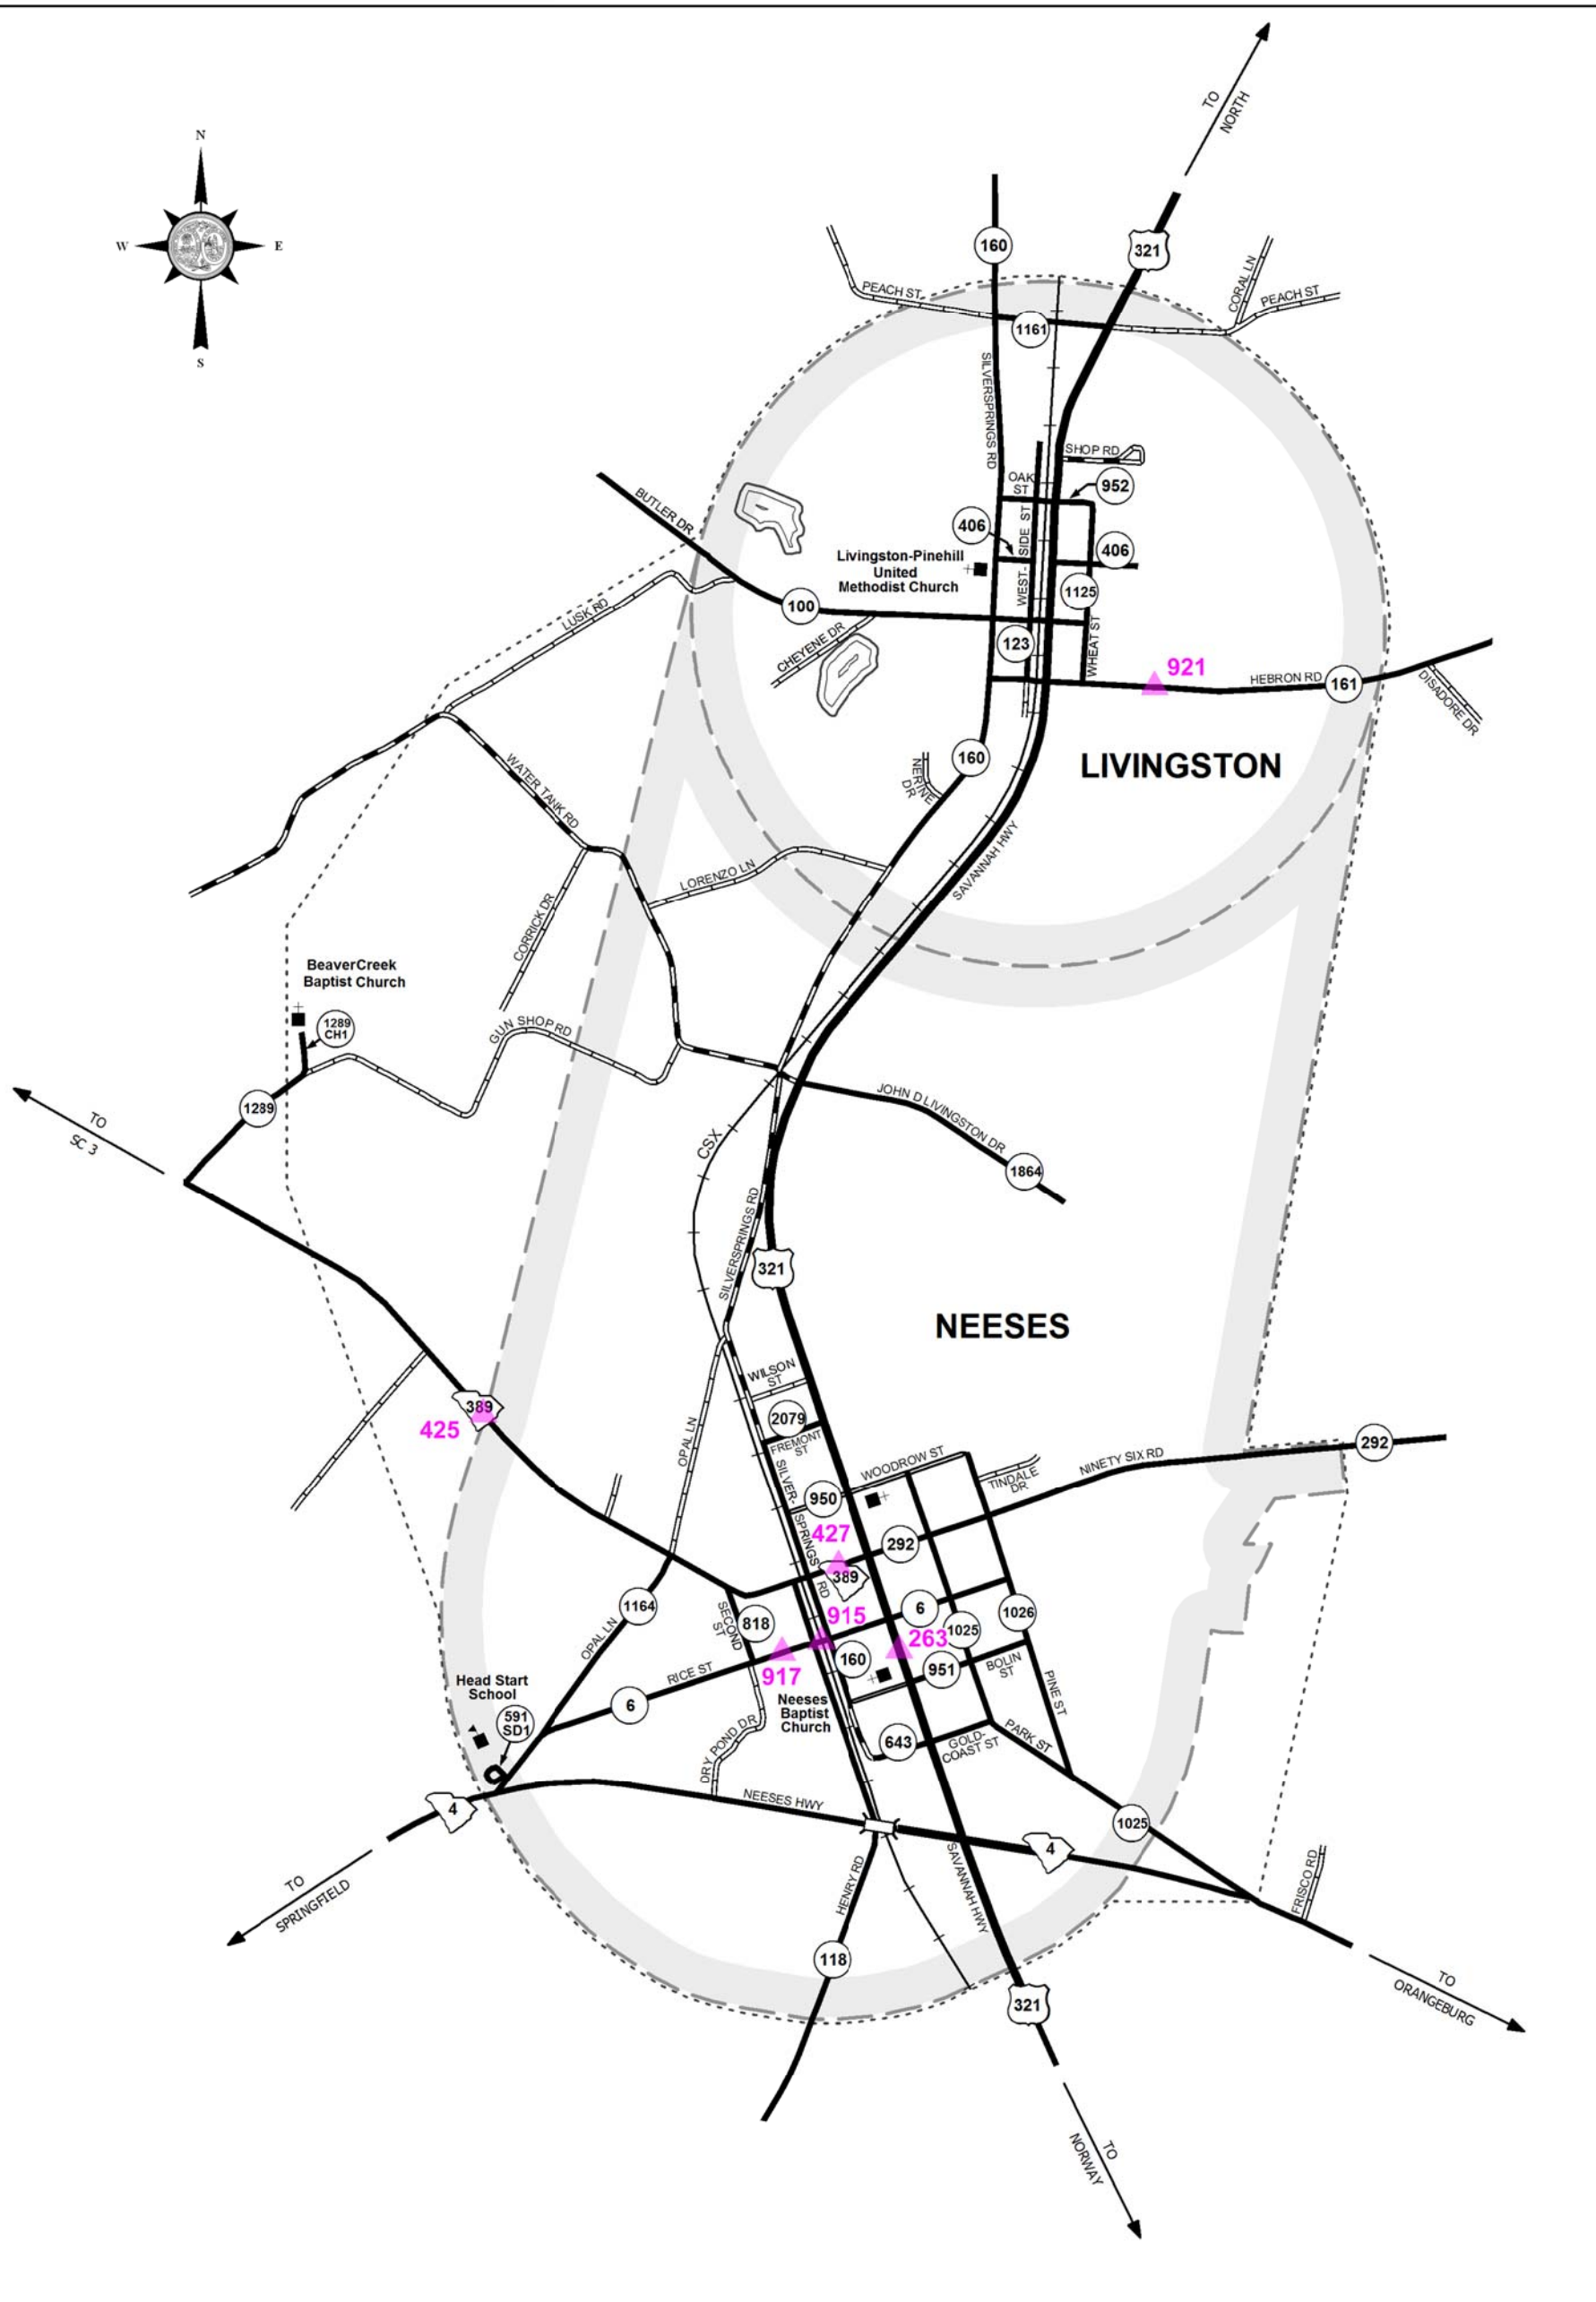 TO
NORTH
N
W
E
S
160
321
CORAL LN
PEACH ST
PEACH ST
1161
SILVERSPRINGS RD
SHOP RD
OAK
ST
952
BUTLER DR
406
WEST-SIDE ST
406
Livingston-Pinehill
United
Methodist Church
1125
100
LUSK RD
CHEYENE DR
123
WHEAT ST
921
HEBRON RD
161
DISADORE DR
160
LIVINGSTON
NERINE
DR
WATER TANK RD
SAVANNAH HWY
LORENZO LN
CORRICK DR
BeaverCreek
Baptist Church
1289
CH1
GUN SHOP RD
1289
TO
SC 3
JOHN D LIVINGSTON DR
CSX
1864
SILVERSPRINGS RD
321
NEESES
WILSON
ST
389
425
2079
FREMONT
ST
OPAL LN
292
NINETY SIX RD
WOODROW ST
TINDALE
DR
SILVER-
SPRINGS
RD
950
427
292
389
6
1164
818
SECOND
ST
915
1026
1025
263
OPAL LN
160
951
BOLIN
ST
917
RICE ST
PINE ST
Head Start
School
6
Neeses
Baptist
Church
591
SD1
DRY POND DR
643
GOLD-
COAST ST
PARK ST
NEESES HWY
4
1025
4
TO
SPRINGFIELD
HENRY RD
SAVANNAH HWY
FRISCO RD
118
321
TO
ORANGEBURG
TO
NORWAY